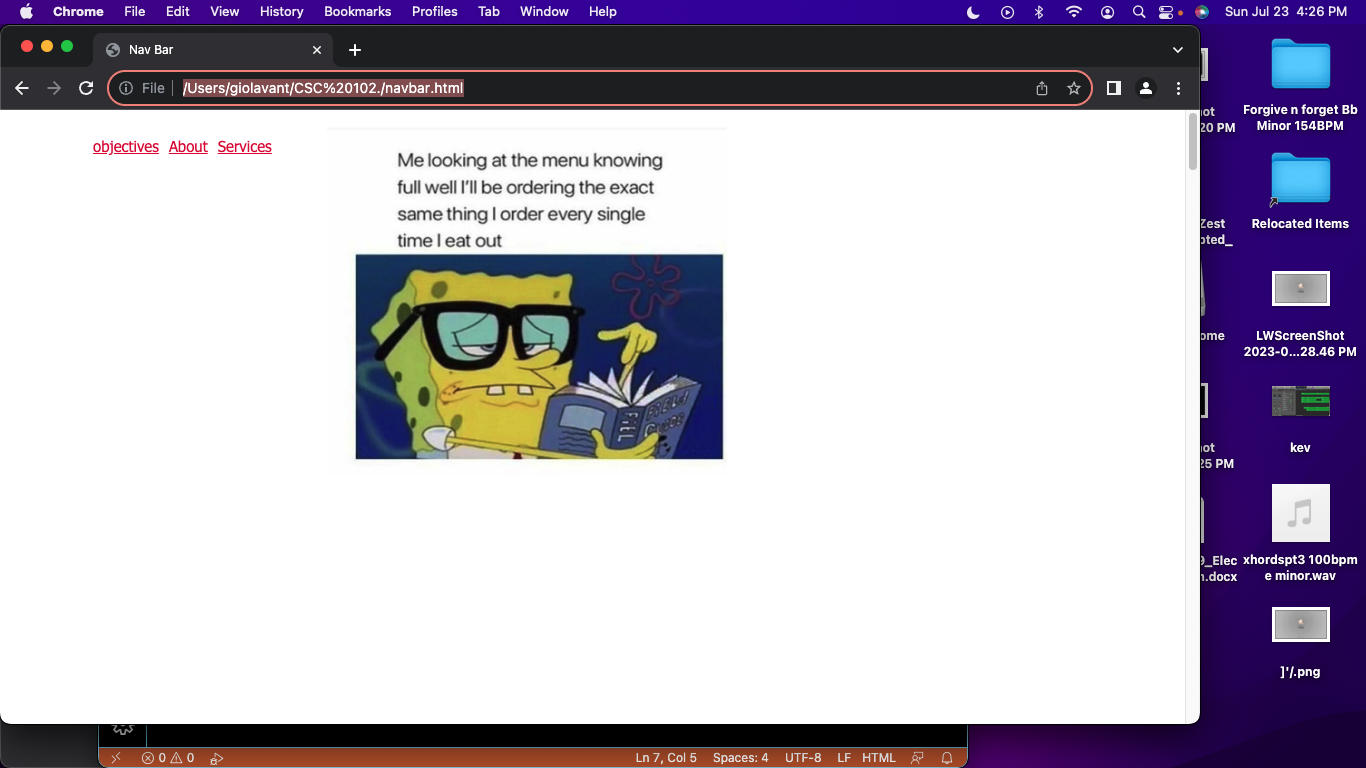 Chrome File Edit View History Bookmarks Profiles Tab Window Help Sun Jul 23 4:26 PM
Nav Bar
File /Users/giolavant/CSC%20102./navbar.html
objectives About Services
Me looking at the menu knowing
full well I'll be ordering the exact
same thing I order every single
time I eat out
FIELD
GUIDE
Forgive n forget Bb
Minor 154BPM
20 PM
Relocated Items
Zest
pted_
LWScreenShot
2023-0...28.46 PM
ome
kev
25 PM
xhordspt3 100bpm
e minor.wav
9_Elec
n.docx
]'/.png
0 0 Ln 7, Col 5 Spaces: 4 UTF-8 LF HTML